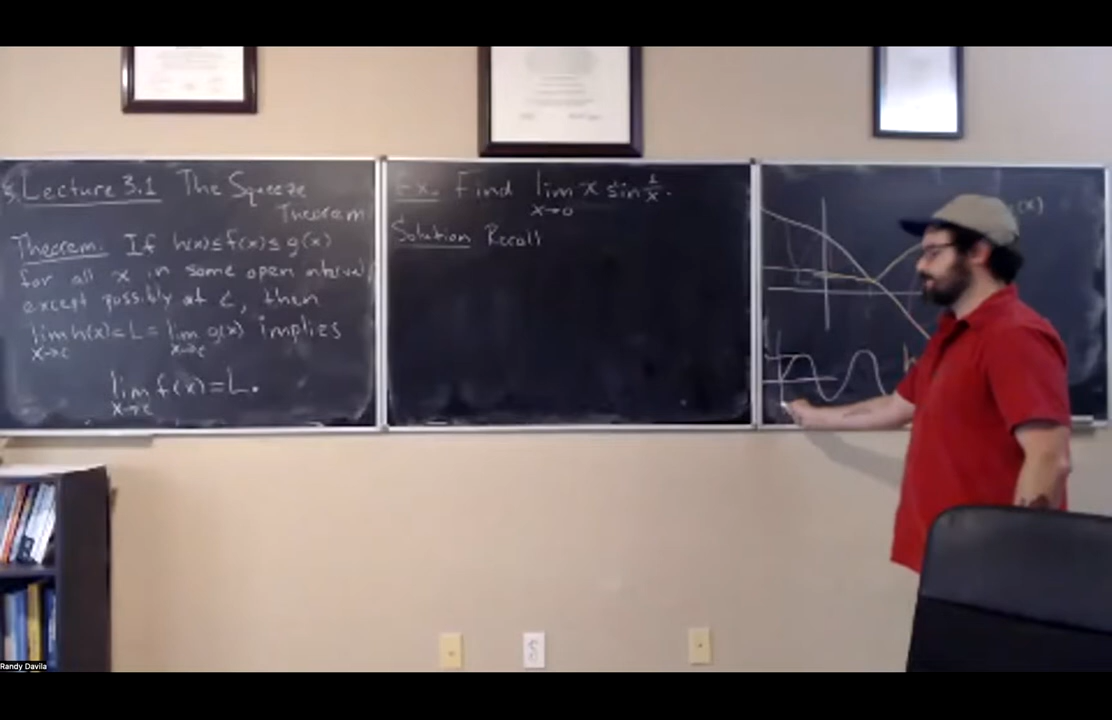 Lecture 3.1 The Squeeze
Theorem
Theorem. If h(x)≤f(x)≤g(x)
for all x in some open interval,
except possibly at c, then
lim h(x)=L=lim g(x) implies
x→c x→c
lim f(x)=L.
x→c
Ex. Find lim x sin 1/x.
x→0
Solution Recall
(x)
Randy Davila